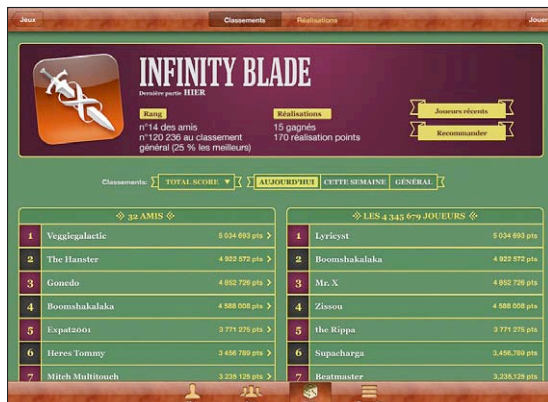 Jeux
Classements
Réalisations
Jouer
INFINITY BLADE
Dernière partie HIER
Rang
n°14 des amis
n°120 236 au classement
général (25 % les meilleurs)
Réalisations
15 gagnés
170 réalisation points
Joueurs récents
Recommander
Classements:
TOTAL SCORE
AUJOURD'HUI
CETTE SEMAINE
GÉNÉRAL
32 AMIS
1 Veggiegalactic 5 034 693 pts
2 The Hanster 4 922 572 pts
3 Gonedo 4 852 726 pts
4 Boomshakalaka 4 588 008 pts
5 Expat2001 3 771 275 pts
6 Heres Tommy 3 456 789 pts
7 Mitch Multitouch 3 235 125 pts
LES 4 345 679 JOUEURS
1 Lyricyst 5 034 693 pts
2 Boomshakalaka 4 922 572 pts
3 Mr. X 4 852 726 pts
4 Zissou 4 588 008 pts
5 the Rippa 3 771 275 pts
6 Supacharga 3,456,789 pts
7 Beatmaster 3,235,125 pts